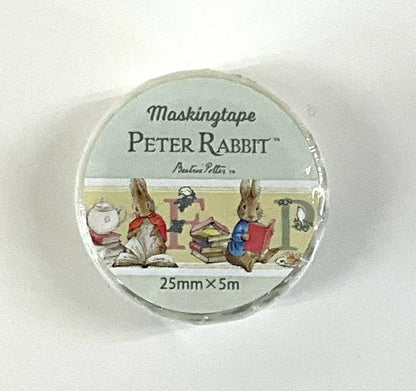 Maskingtape
PETER RABBIT™
Beatrix Potter™
F P
25mm×5m